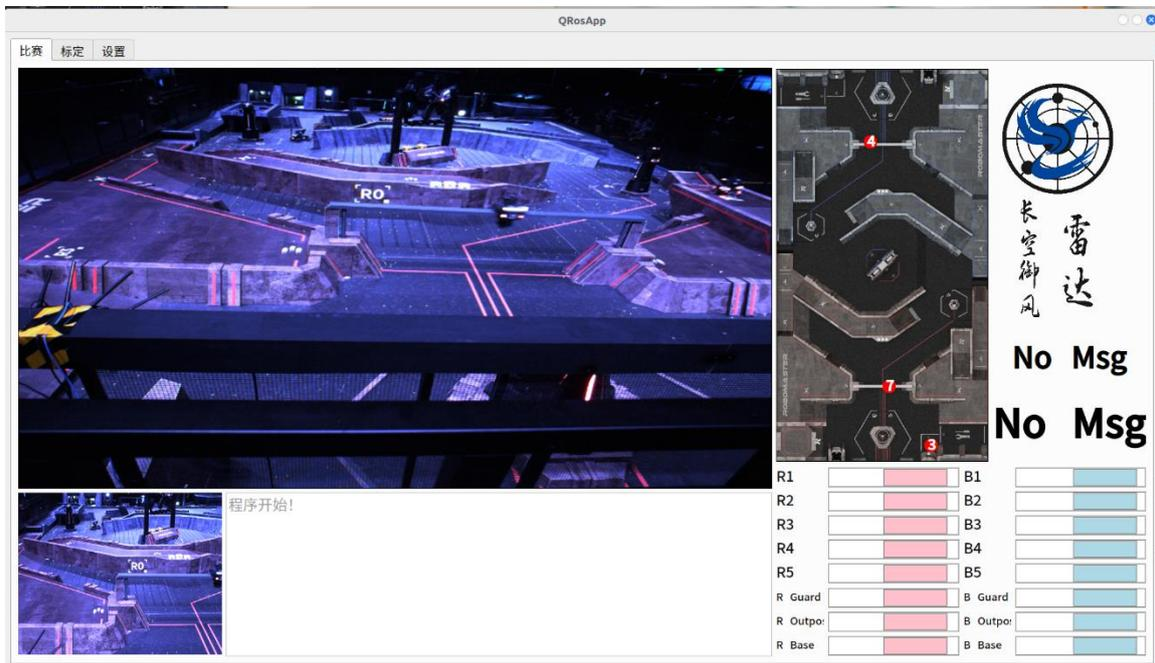 QRosApp
比赛
标定
设置
R0
4
7
3
ROBOMASTER
ROBOMASTER
长空御风
雷达
No Msg
No Msg
R0
程序开始!
R1
B1
R2
B2
R3
B3
R4
B4
R5
B5
R Guard
B Guard
R Outpo
B Outpo
R Base
B Base